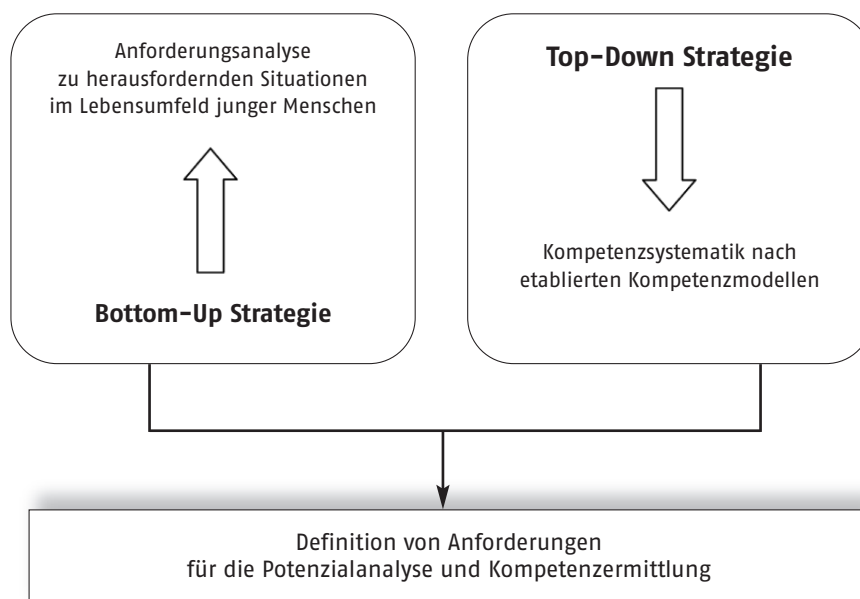 Anforderungsanalyse
zu herausfordernden Situationen
im Lebensumfeld junger Menschen
Bottom-Up Strategie
Top-Down Strategie
Kompetenzsystematik nach
etablierten Kompetenzmodellen
Definition von Anforderungen
für die Potenzialanalyse und Kompetenzermittlung